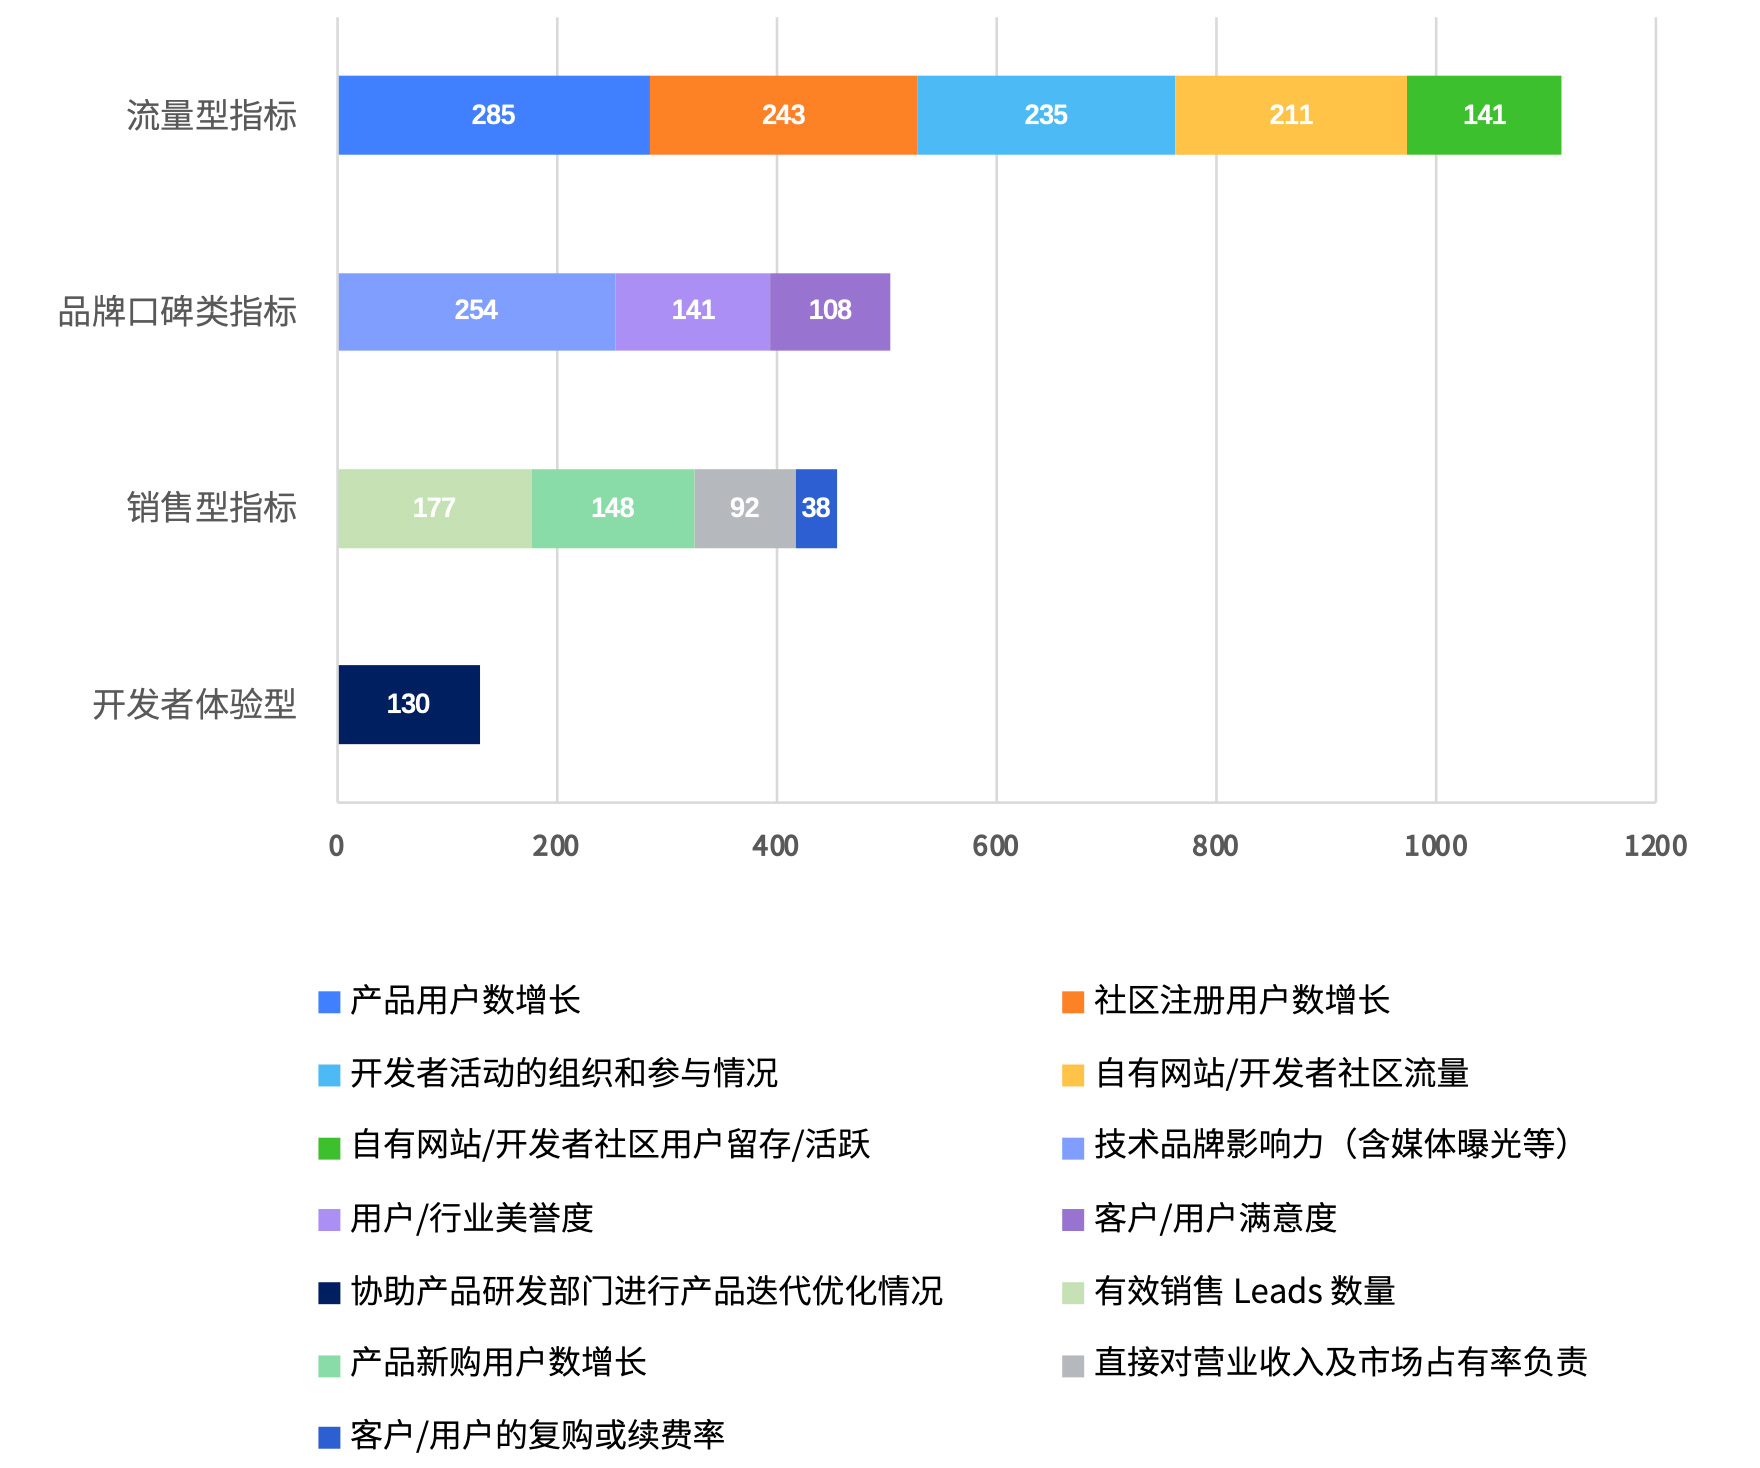 流量型指标 285 243 235 211 141
品牌口碑类指标 254 141 108
销售型指标 177 148 92 38
开发者体验型 130
0 200 400 600 800 1000 1200
产品用户数增长 社区注册用户数增长
开发者活动的组织和参与情况 自有网站/开发者社区流量
自有网站/开发者社区用户留存/活跃 技术品牌影响力（含媒体曝光等）
用户/行业美誉度 客户/用户满意度
协助产品研发部门进行产品迭代优化情况 有效销售 Leads 数量
产品新购用户数增长 直接对营业收入及市场占有率负责
客户/用户的复购或续费率